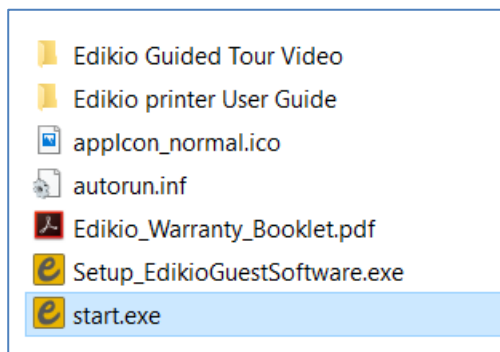 Edikio Guided Tour Video
Edikio printer User Guide
appIcon_normal.ico
autorun.inf
Edikio_Warranty_Booklet.pdf
Setup_EdikioGuestSoftware.exe
start.exe